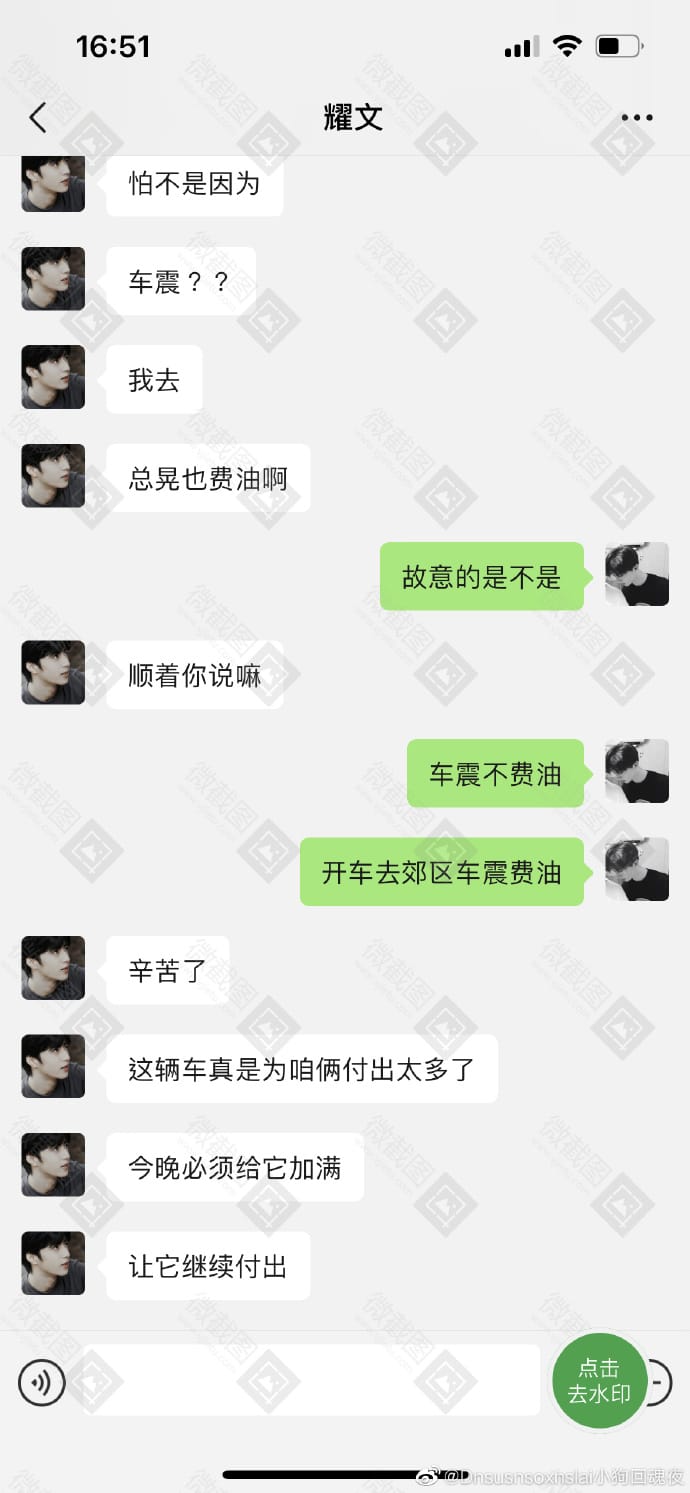 16:51
耀文
怕不是因为
车震？？
我去
总晃也费油啊
故意的是不是
顺着你说嘛
车震不费油
开车去郊区车震费油
辛苦了
这辆车真是为咱俩付出太多了
今晚必须给它加满
让它继续付出
点击
去水印
@Dnsusnsoxhslai小狗回魂夜
微截图